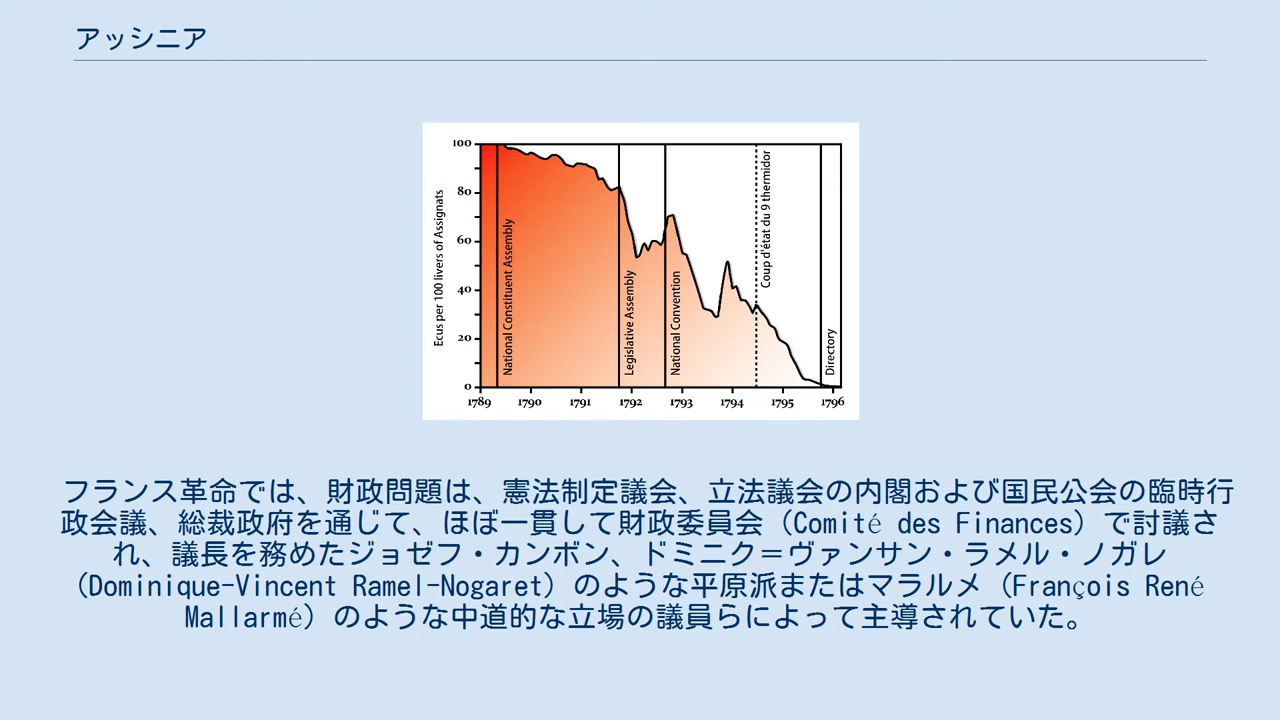 アッシニア
100
80
60
40
20
0
Ecus per 100 livers of Assignats
National Constituent Assembly
Legislative Assembly
National Convention
Coup d'état du 9 thermidor
Directory
1789 1790 1791 1792 1793 1794 1795 1796
フランス革命では、財政問題は、憲法制定議会、立法議会の内閣および国民公会の臨時行
政会議、総裁政府を通じて、ほぼ一貫して財政委員会（Comité des Finances）で討議さ
れ、議長を務めたジョゼフ・カンボン、ドミニク＝ヴァンサン・ラメル・ノガレ
（Dominique-Vincent Ramel-Nogaret）のような平原派またはマラルメ（François René
Mallarmé）のような中道的な立場の議員らによって主導されていた。